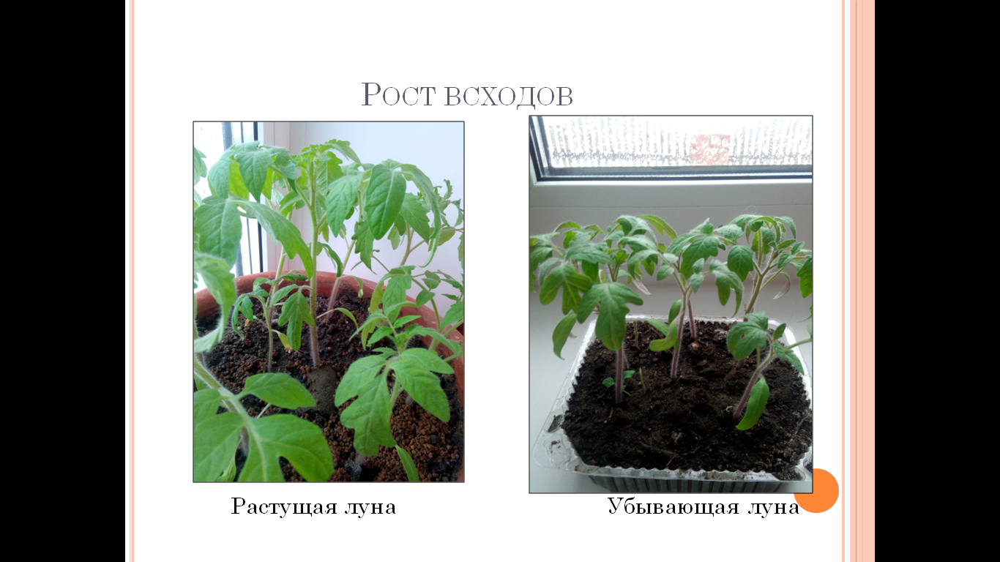 Рост всходов
Растущая луна
Убывающая луна